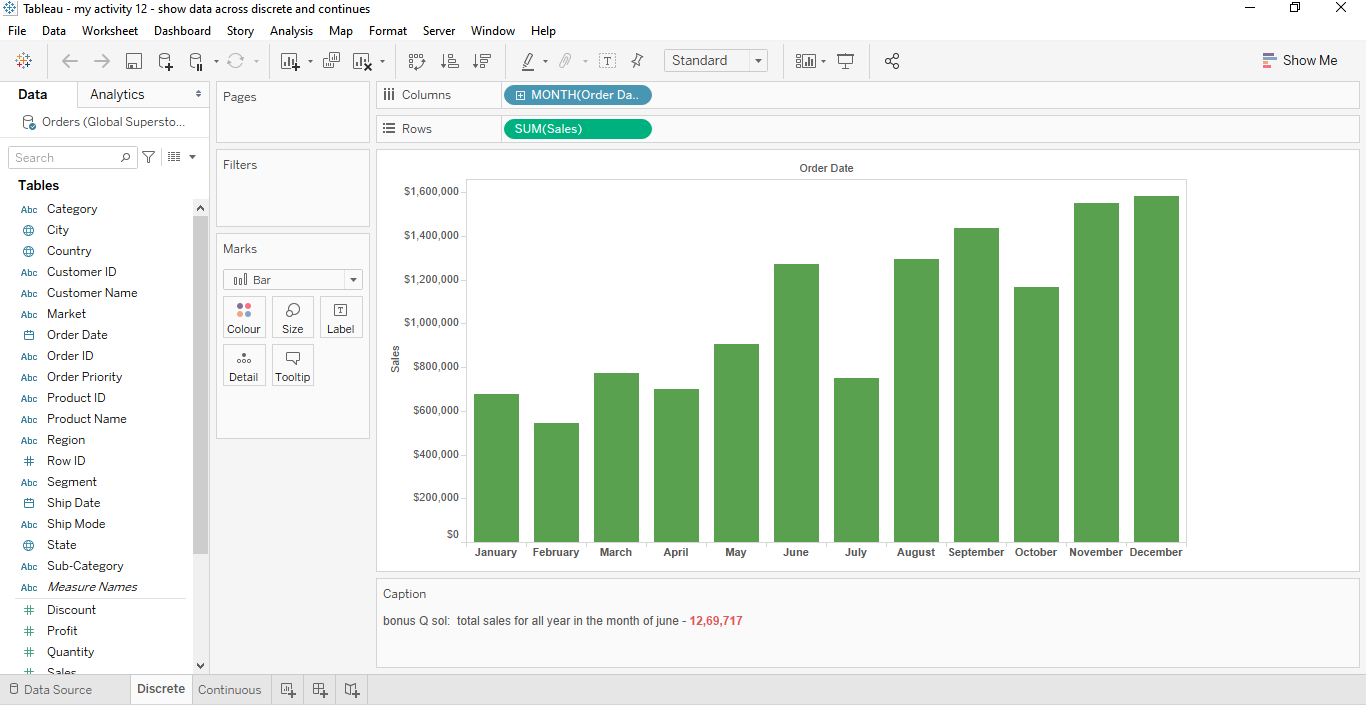 Tableau - my activity 12 - show data across discrete and continues
File Data Worksheet Dashboard Story Analysis Map Format Server Window Help
Standard
Show Me
Data Analytics
Orders (Global Supersto...
Search
Tables
Abc Category
City
Country
Abc Customer ID
Abc Customer Name
Abc Market
Order Date
Abc Order ID
Abc Order Priority
Abc Product ID
Abc Product Name
Abc Region
# Row ID
Abc Segment
Ship Date
Abc Ship Mode
State
Abc Sub-Category
Abc Measure Names
# Discount
# Profit
# Quantity
# Sales
Pages
Filters
Marks
Bar
Colour Size Label
Detail Tooltip
Columns MONTH(Order Da..
Rows SUM(Sales)
Order Date
Sales
$1,600,000
$1,400,000
$1,200,000
$1,000,000
$800,000
$600,000
$400,000
$200,000
$0
January February March April May June July August September October November December
Caption
bonus Q sol: total sales for all year in the month of june - 12,69,717
Data Source Discrete Continuous